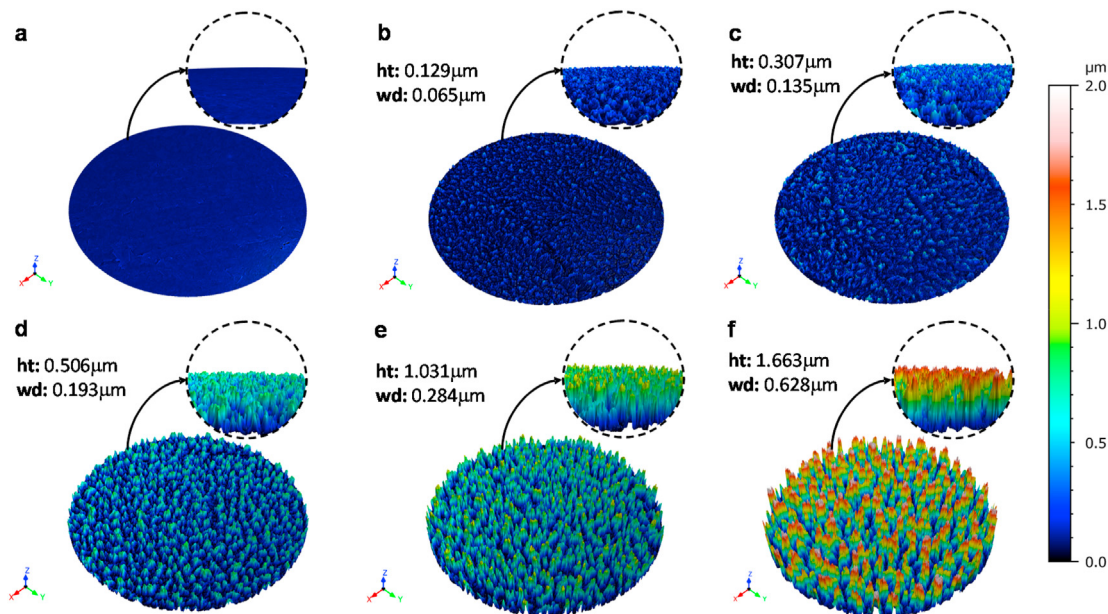 a
b
ht: 0.129μm
wd: 0.065μm
c
ht: 0.307μm
wd: 0.135μm
μm
2.0
1.5
1.0
0.5
0.0
Z
X
Y
Z
X
Y
Z
X
Y
d
ht: 0.506μm
wd: 0.193μm
e
ht: 1.031μm
wd: 0.284μm
f
ht: 1.663μm
wd: 0.628μm
Z
X
Y
Z
X
Y
Z
X
Y